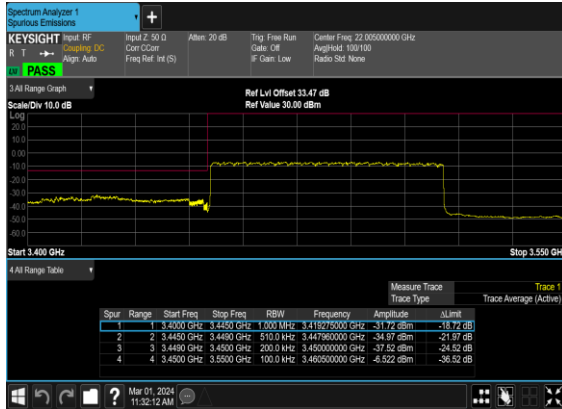 Spectrum Analyzer 1
Spurious Emissions
+
KEYSIGHT Input: RF Input Z: 50 Ω Atten: 20 dB Trig: Free Run Center Freq: 22.005000000 GHz
R T Coupling: DC Corr CCorr Gate: Off Avg|Hold: 100/100
Align: Auto Freq Ref: Int (S) IF Gain: Low Radio Std: None
PASS
3 All Range Graph
Ref Lvl Offset 33.47 dB
Scale/Div 10.0 dB Ref Value 30.00 dBm
Log
20.0
10.0
0.00
-10.0
-20.0
-30.0
-40.0
-50.0
-60.0
Start 3.400 GHz Stop 3.550 GH
4 All Range Table
Measure Trace Trace 1
Trace Type Trace Average (Active)
Spur Range Start Freq Stop Freq RBW Frequency Amplitude ΔLimit
1 1 3.4000 GHz 3.4450 GHz 1.000 MHz 3.419275000 GHz -31.72 dBm -18.72 dB
2 2 3.4450 GHz 3.4490 GHz 510.0 kHz 3.447960000 GHz -34.97 dBm -21.97 dB
3 3 3.4490 GHz 3.4500 GHz 200.0 kHz 3.450000000 GHz -37.52 dBm -24.52 dB
4 4 3.4500 GHz 3.5500 GHz 100.0 kHz 3.460500000 GHz -6.522 dBm -36.52 dB
? Mar 01, 2024
11:32:12 AM